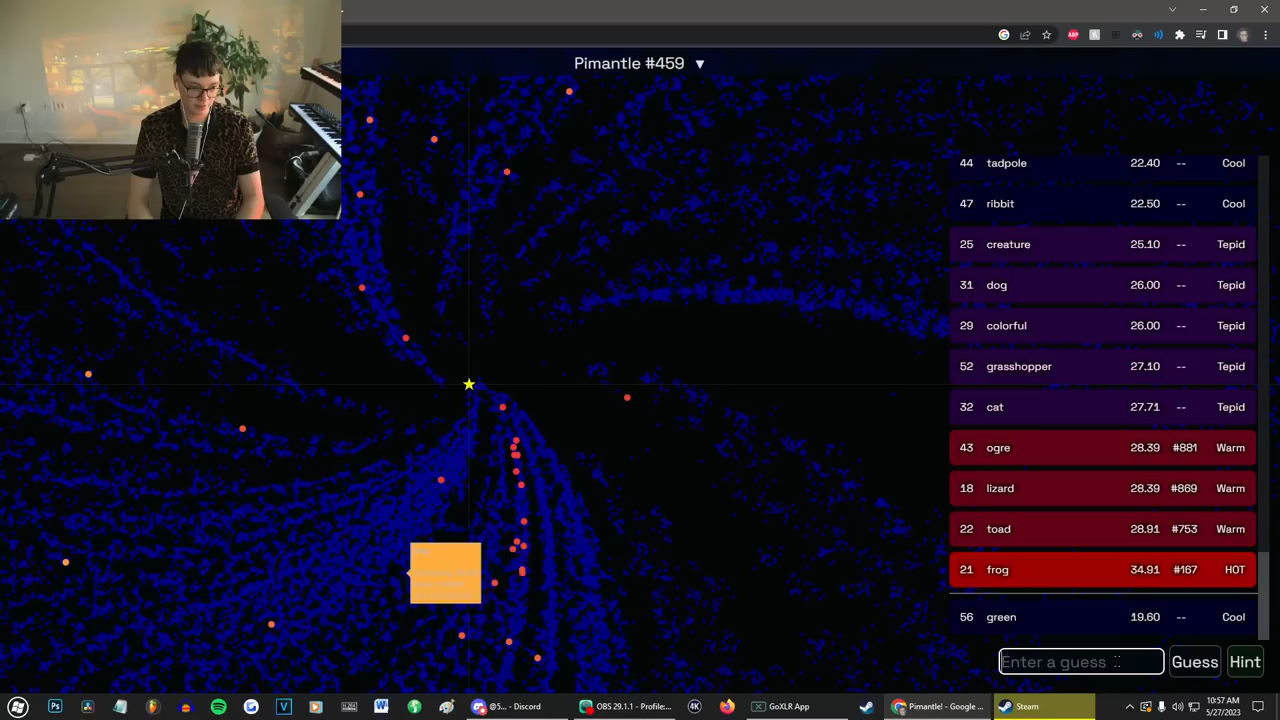 Pimantle #459 ▼
44 tadpole 22.40 -- Cool
47 ribbit 22.50 -- Cool
25 creature 25.10 -- Tepid
31 dog 26.00 -- Tepid
29 colorful 26.00 -- Tepid
52 grasshopper 27.10 -- Tepid
32 cat 27.71 -- Tepid
43 ogre 28.39 #881 Warm
18 lizard 28.39 #869 Warm
22 toad 28.91 #753 Warm
21 frog 34.91 #167 HOT
56 green 19.60 -- Cool
Enter a guess Guess Hint
@5... - Discord
OBS 29.1.1 - Profile:...
GoXLR App
Pimantle! - Google ...
Steam
10:57 AM
5/27/2023